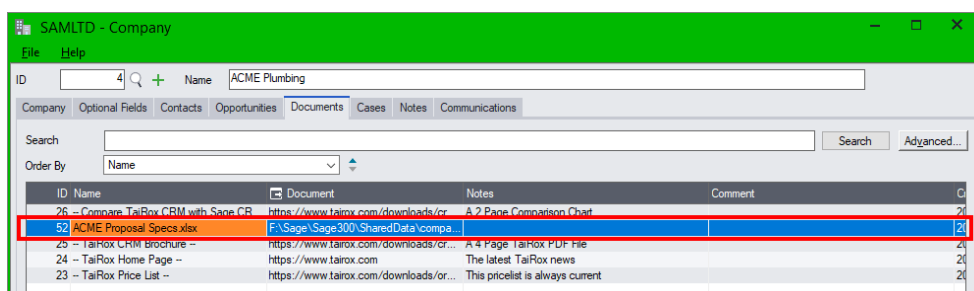 SAMLTD - Company
File Help
ID 4 Name ACME Plumbing
Company Optional Fields Contacts Opportunities Documents Cases Notes Communications
Search Search Advanced...
Order By Name
ID Name Document Notes Comment
26 -- Compare TaiRox CRM with Sage CR... https://www.tairox.com/downloads/cr... A 2 Page Comparison Chart 20
52 ACME Proposal Specs.xlsx F:\Sage\Sage300\SharedData\compa... 20
25 -- TaiRox CRM Brochure -- https://www.tairox.com/downloads/cr... A 4 Page TaiRox PDF File 20
24 -- TaiRox Home Page -- https://www.tairox.com The latest TaiRox news 20
23 -- TaiRox Price List -- https://www.tairox.com/downloads/or... This pricelist is always current 20